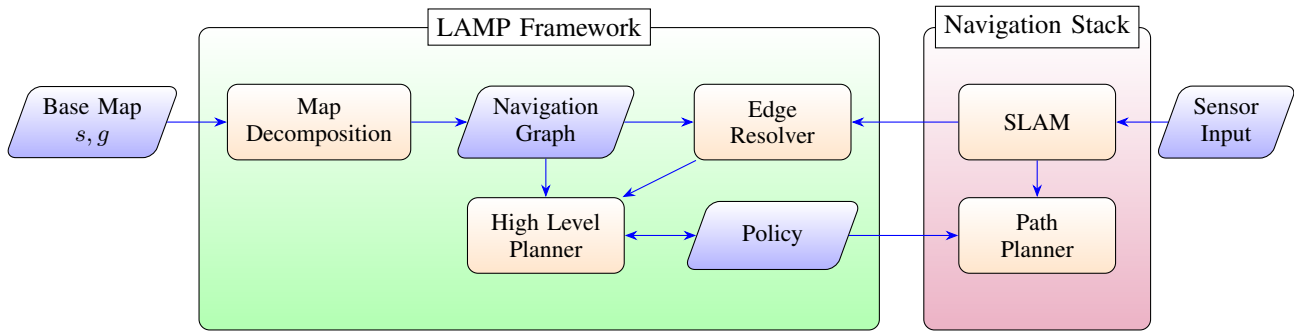 LAMP Framework
Navigation Stack
Base Map
s, g
Map
Decomposition
Navigation
Graph
Edge
Resolver
SLAM
Sensor
Input
High Level
Planner
Policy
Path
Planner